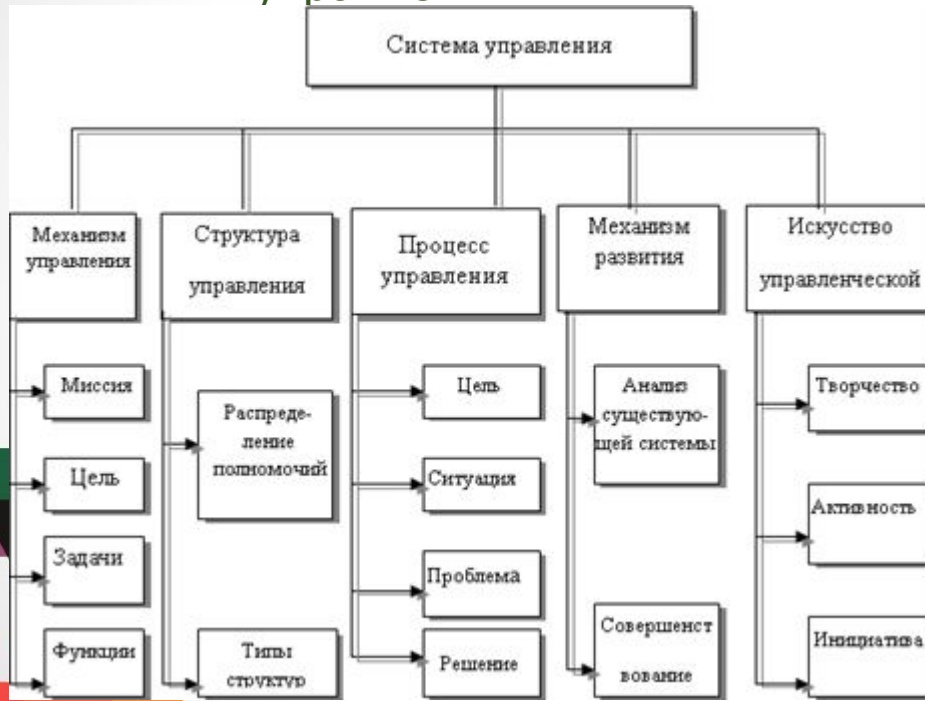 Система управления
Механизм
управления
Миссия
Цель
Задачи
Функции
Структура
управления
Распреде-
ление
полномочий
Типы
структур
Процесс
управления
Цель
Ситуация
Проблема
Решение
Механизм
развития
Анализ
существую-
щей системы
Совершенст
вование
Искусство
управленческой
Творчество
Активность
Инициатива